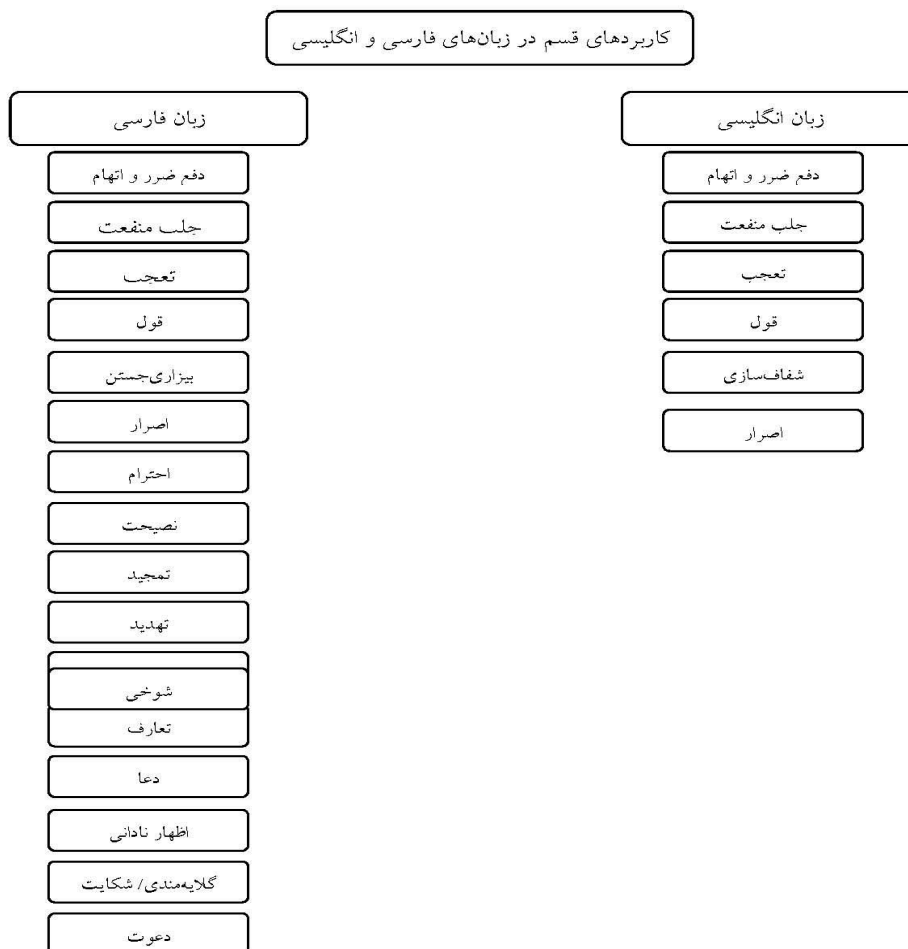 کاربردهای قسم در زبان‌های فارسی و انگلیسی
زبان انگلیسی
دفع ضرر و اتهام
جلب منفعت
تعجب
قول
شفاف‌سازی
اصرار
زبان فارسی
دفع ضرر و اتهام
جلب منفعت
تعجب
قول
بیزاری‌جستن
اصرار
احترام
نصیحت
تمجید
تهدید
شوخی
تعارف
دعا
اظهار نادانی
گلایه‌مندی/ شکایت
دعوت